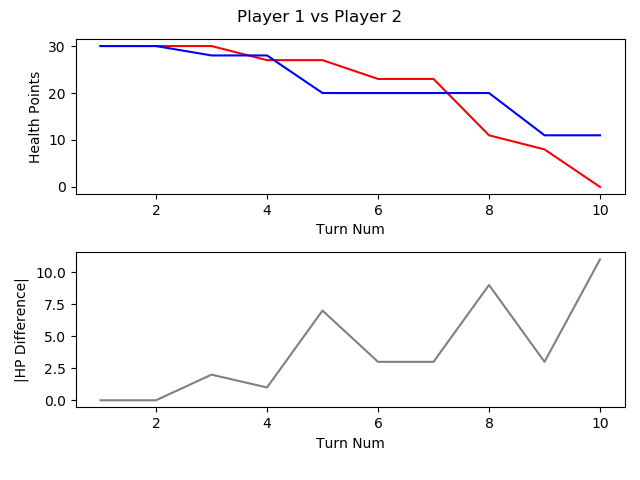 Player 1 vs Player 2
30
20
10
0
Health Points
2 4 6 8 10
Turn Num
10.0
7.5
5.0
2.5
0.0
|HP Difference|
2 4 6 8 10
Turn Num